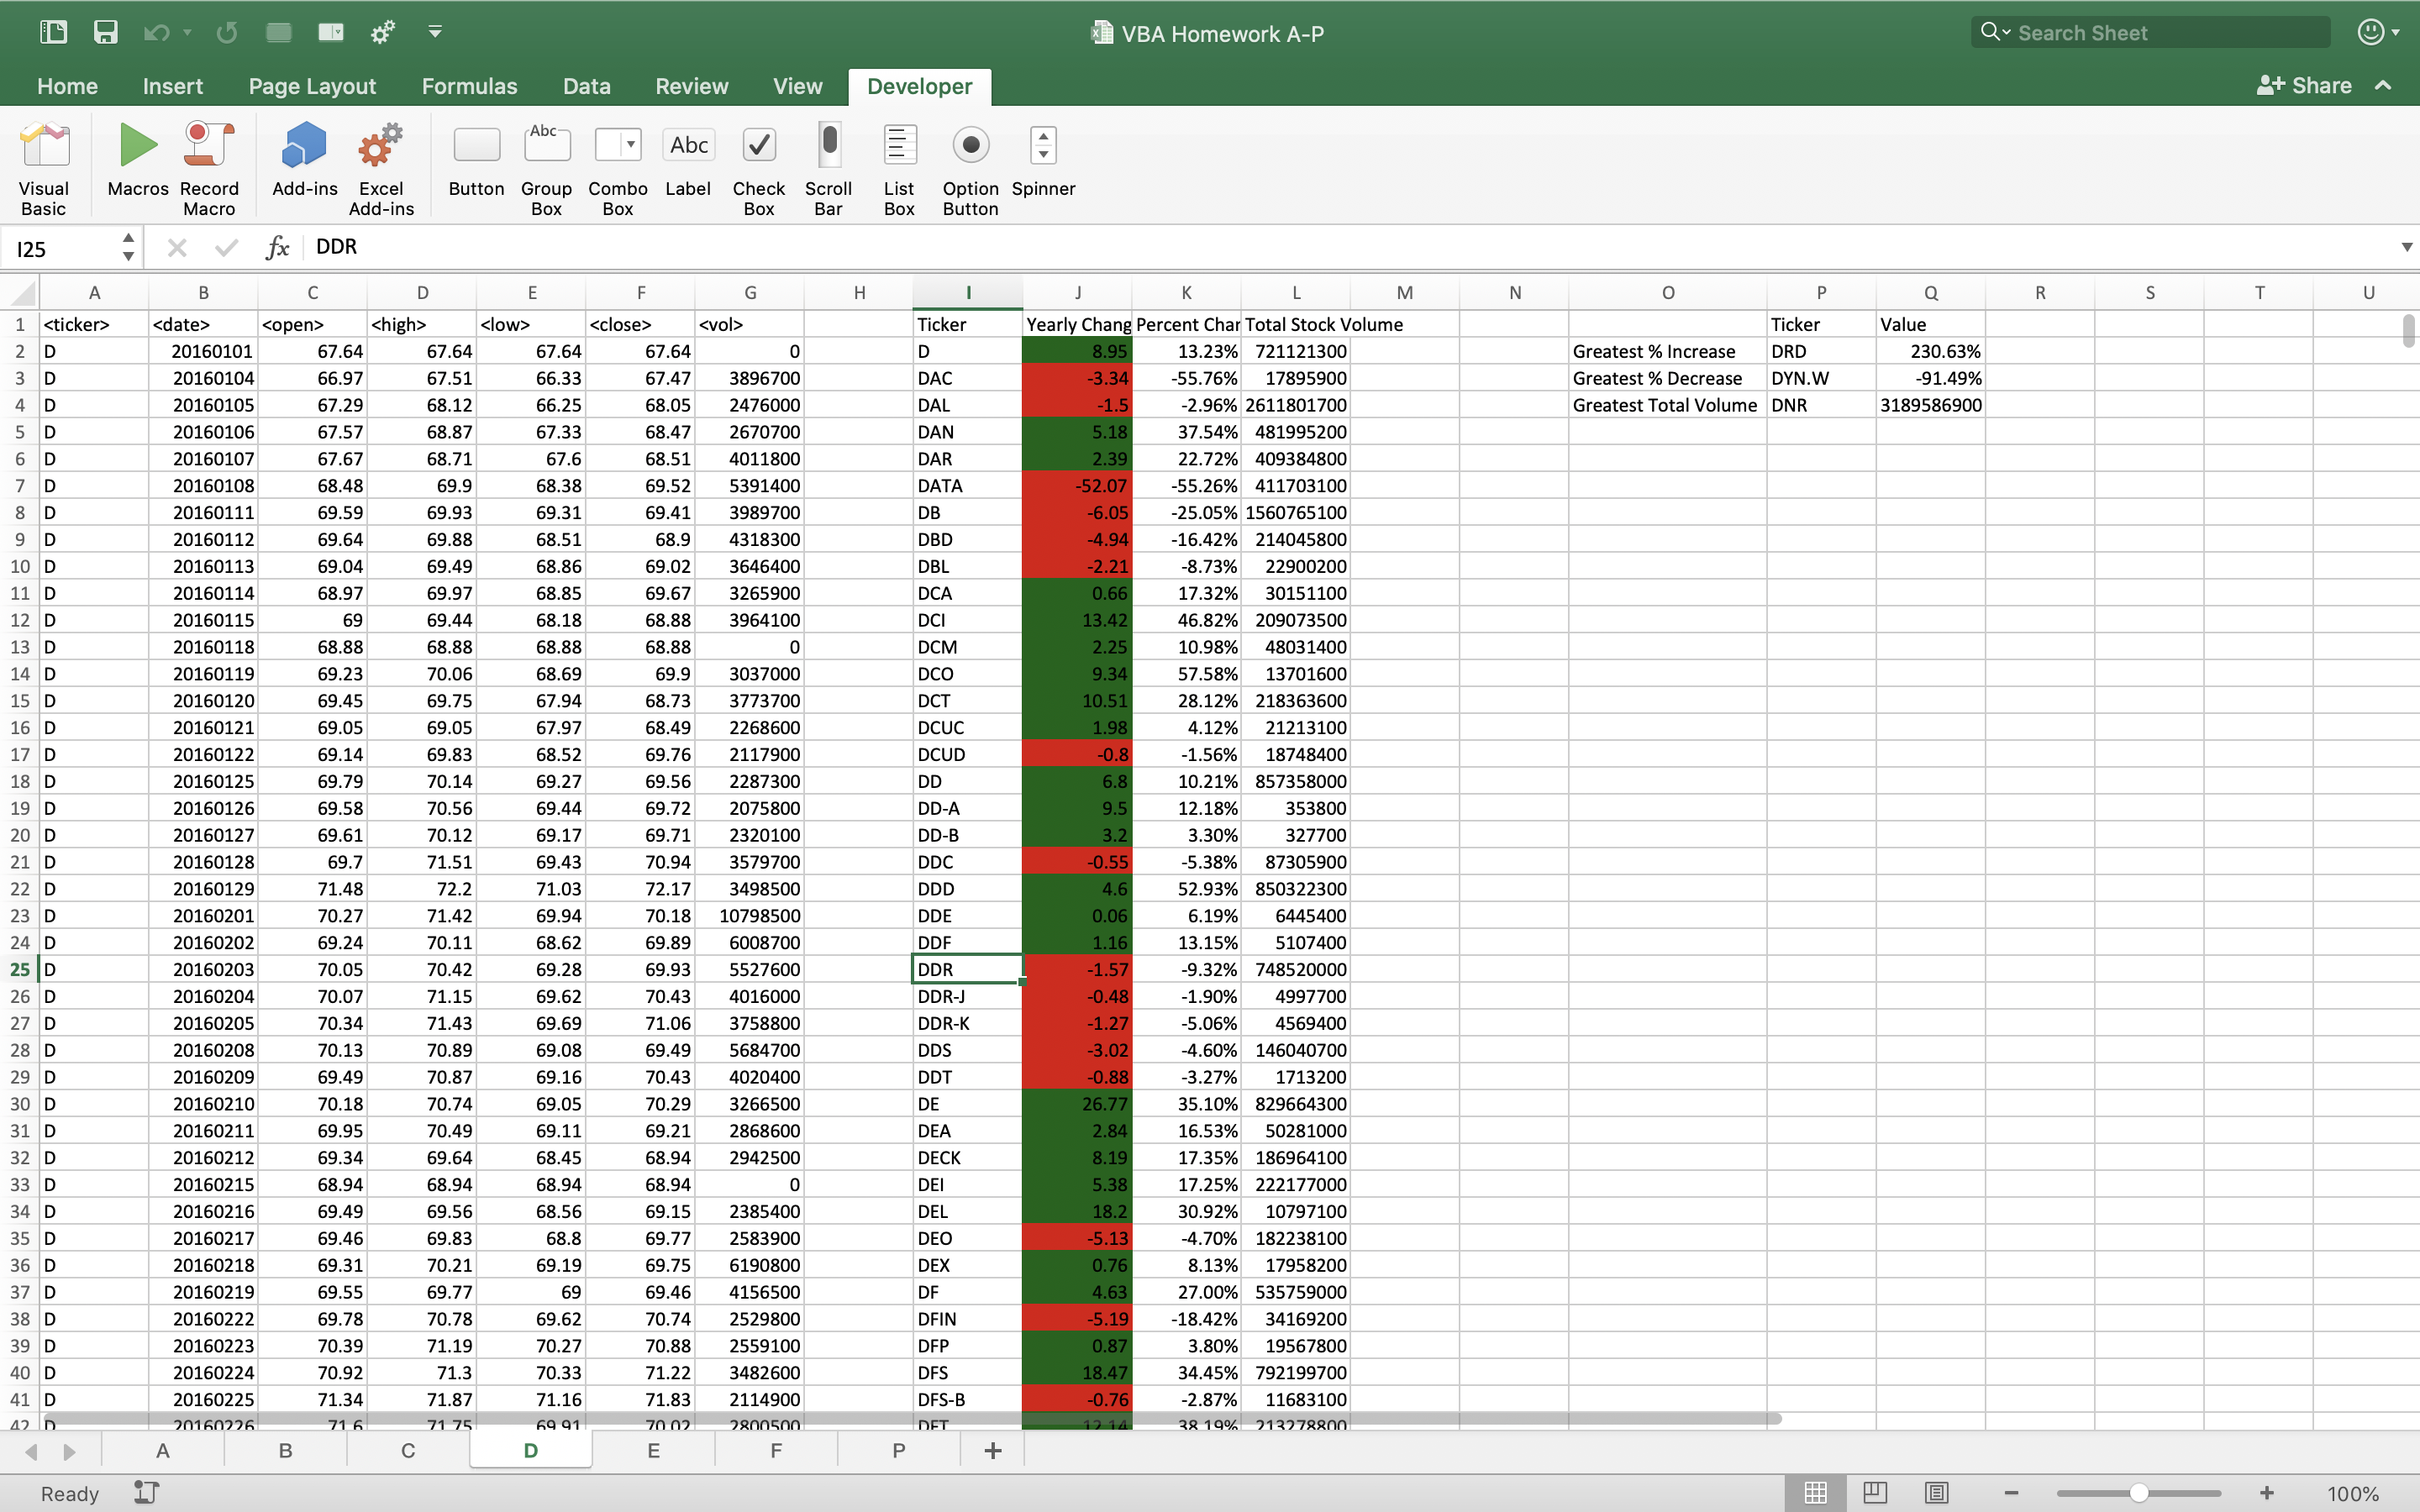 VBA Homework A-P
Search Sheet
Home Insert Page Layout Formulas Data Review View Developer Share
Visual Basic Macros Record Macro Add-ins Excel Add-ins Button Abc Group Box Combo Box Abc Label Check Box Scroll Bar List Box Option Button Spinner
I25 fx DDR
A B C D E F G H I J K L M N O P Q R S T U
1 <ticker> <date> <open> <high> <low> <close> <vol> Ticker Yearly Chang Percent Char Total Stock Volume Ticker Value
2 D 20160101 67.64 67.64 67.64 67.64 0 D 8.95 13.23% 721121300 Greatest % Increase DRD 230.63%
3 D 20160104 66.97 67.51 66.33 67.47 3896700 DAC -3.34 -55.76% 17895900 Greatest % Decrease DYN.W -91.49%
4 D 20160105 67.29 68.12 66.25 68.05 2476000 DAL -1.5 -2.96% 2611801700 Greatest Total Volume DNR 3189586900
5 D 20160106 67.57 68.87 67.33 68.47 2670700 DAN 5.18 37.54% 481995200
6 D 20160107 67.67 68.71 67.6 68.51 4011800 DAR 2.39 22.72% 409384800
7 D 20160108 68.48 69.9 68.38 69.52 5391400 DATA -52.07 -55.26% 411703100
8 D 20160111 69.59 69.93 69.31 69.41 3989700 DB -6.05 -25.05% 1560765100
9 D 20160112 69.64 69.88 68.51 68.9 4318300 DBD -4.94 -16.42% 214045800
10 D 20160113 69.04 69.49 68.86 69.02 3646400 DBL -2.21 -8.73% 22900200
11 D 20160114 68.97 69.97 68.85 69.67 3265900 DCA 0.66 17.32% 30151100
12 D 20160115 69 69.44 68.18 68.88 3964100 DCI 13.42 46.82% 209073500
13 D 20160118 68.88 68.88 68.88 68.88 0 DCM 2.25 10.98% 48031400
14 D 20160119 69.23 70.06 68.69 69.9 3037000 DCO 9.34 57.58% 13701600
15 D 20160120 69.45 69.75 67.94 68.73 3773700 DCT 10.51 28.12% 218363600
16 D 20160121 69.05 69.05 67.97 68.49 2268600 DCUC 1.98 4.12% 21213100
17 D 20160122 69.14 69.83 68.52 69.76 2117900 DCUD -0.8 -1.56% 18748400
18 D 20160125 69.79 70.14 69.27 69.56 2287300 DD 6.8 10.21% 857358000
19 D 20160126 69.58 70.56 69.44 69.72 2075800 DD-A 9.5 12.18% 353800
20 D 20160127 69.61 70.12 69.17 69.71 2320100 DD-B 3.2 3.30% 327700
21 D 20160128 69.7 71.51 69.43 70.94 3579700 DDC -0.55 -5.38% 87305900
22 D 20160129 71.48 72.2 71.03 72.17 3498500 DDD 4.6 52.93% 850322300
23 D 20160201 70.27 71.42 69.94 70.18 10798500 DDE 0.06 6.19% 6445400
24 D 20160202 69.24 70.11 68.62 69.89 6008700 DDF 1.16 13.15% 5107400
25 D 20160203 70.05 70.42 69.28 69.93 5527600 DDR -1.57 -9.32% 748520000
26 D 20160204 70.07 71.15 69.62 70.43 4016000 DDR-J -0.48 -1.90% 4997700
27 D 20160205 70.34 71.43 69.69 71.06 3758800 DDR-K -1.27 -5.06% 4569400
28 D 20160208 70.13 70.89 69.08 69.49 5684700 DDS -3.02 -4.60% 146040700
29 D 20160209 69.49 70.87 69.16 70.43 4020400 DDT -0.88 -3.27% 1713200
30 D 20160210 70.18 70.74 69.05 70.29 3266500 DE 26.77 35.10% 829664300
31 D 20160211 69.95 70.49 69.11 69.21 2868600 DEA 2.84 16.53% 50281000
32 D 20160212 69.34 69.64 68.45 68.94 2942500 DECK 8.19 17.35% 186964100
33 D 20160215 68.94 68.94 68.94 68.94 0 DEI 5.38 17.25% 222177000
34 D 20160216 69.49 69.56 68.56 69.15 2385400 DEL 18.2 30.92% 10797100
35 D 20160217 69.46 69.83 68.8 69.77 2583900 DEO -5.13 -4.70% 182238100
36 D 20160218 69.31 70.21 69.19 69.75 6190800 DEX 0.76 8.13% 17958200
37 D 20160219 69.55 69.77 69 69.46 4156500 DF 4.63 27.00% 535759000
38 D 20160222 69.78 70.78 69.62 70.74 2529800 DFIN -5.19 -18.42% 34169200
39 D 20160223 70.39 71.19 70.27 70.88 2559100 DFP 0.87 3.80% 19567800
40 D 20160224 70.92 71.3 70.33 71.22 3482600 DFS 18.47 34.45% 792199700
41 D 20160225 71.34 71.87 71.16 71.83 2114900 DFS-B -0.76 -2.87% 11683100
42 D 20160226 71.6 71.75 69.91 70.02 2800500 DFT 12.14 38.19% 213278800
A B C D E F P +
Ready 100%